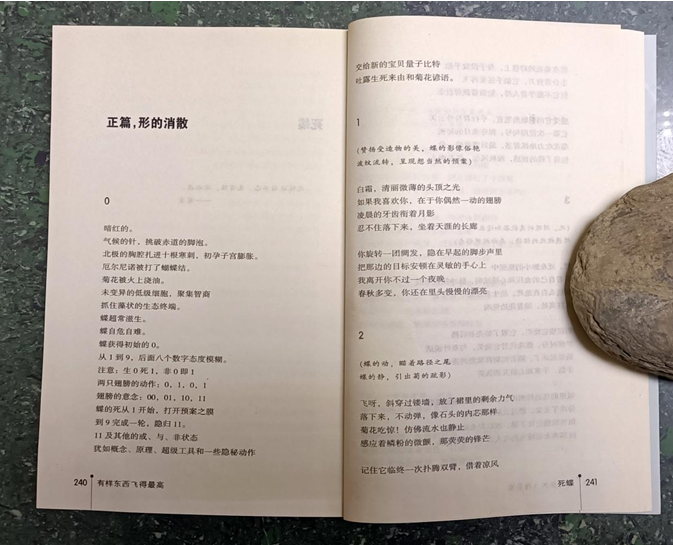 正篇，形的消散
0
暗红的。
气候的针，挑破赤道的脚泡。
北极的胸腔扎进十根寒刺，初孕子宫膨胀。
厄尔尼诺被打了蝴蝶结。
菊花被火上浇油。
未变异的低级细胞，聚集智商
抓住藻状的生态终端。
蝶超常滋生。
蝶自危自难。
蝶获得初始的0。
从1到9，后面八个数字态度模糊。
注意：生0死1，非0即1
两只翅膀的动作：0，1，0，1
翅膀的意念：00，01，10，11
蝶的死从1开始，打开预案之膜
到9完成一轮，隐归11。
11及其他的或、与、非状态
犹如概念、原理、超级工具和一些隐秘动作
240 有样东西飞得最高
交给新的宝贝量子比特
吐露生死来由和菊花谚语。
1
（赞扬受造物的美，蝶的影像俗艳
波纹流转，呈现想当然的预案）
白霜，清丽微薄的头顶之光
如果我喜欢你，在于你偶然一动的翅膀
凌晨的牙齿衔着月影
忍不住落下来，坐着天涯的长廊
你旋转一团绸发，隐在早起的脚步声里
把那边的目标安顿在灵敏的手心上
我离开你不过一个夜晚
春秋多变，你还在里头慢慢的漂亮
2
（蝶的动，瞄着路径之尾
蝶的静，引出菊的疏影）
飞呀，斜穿过镂墙，放了裙里的剩余力气
落下来，不动弹，像石头的内芯那样
菊花吃惊！仿佛流水也静止
感应着鳞粉的微颤，那荧荧的锋芒
记住它临终一次扑腾双臂，借着凉风
死蝶 241